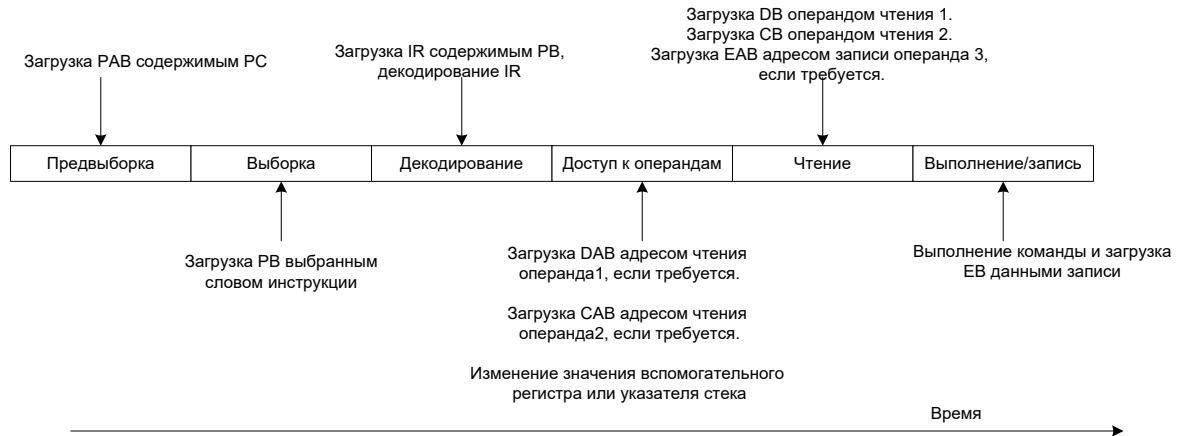 Загрузка DB операндом чтения 1.
Загрузка CB операндом чтения 2.
Загрузка EAB адресом записи операнда 3,
если требуется.
Загрузка PAB содержимым PC
Загрузка IR содержимым PB,
декодирование IR
Предвыборка
Выборка
Декодирование
Доступ к операндам
Чтение
Выполнение/запись
Загрузка PB выбранным
словом инструкции
Загрузка DAB адресом чтения
операнда1, если требуется.
Загрузка CAB адресом чтения
операнда2, если требуется.
Изменение значения вспомогательного
регистра или указателя стека
Выполнение команды и загрузка
EB данными записи
Время